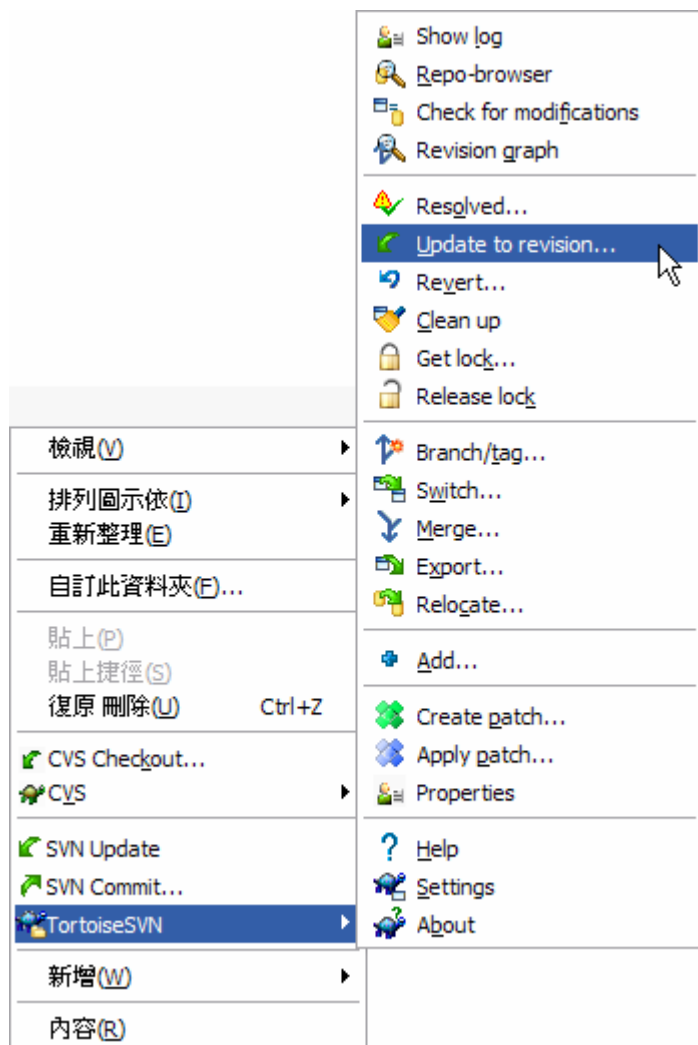 Show log
Repo-browser
Check for modifications
Revision graph
Resolved...
Update to revision...
Revert...
Clean up
Get lock...
Release lock
Branch/tag...
Switch...
Merge...
Export...
Relocate...
Add...
Create patch...
Apply patch...
Properties
Help
Settings
About
檢視(V)
排列圖示依(I)
重新整理(E)
自訂此資料夾(F)...
貼上(P)
貼上捷徑(S)
復原 刪除(U) Ctrl+Z
CVS Checkout...
CVS
SVN Update
SVN Commit...
TortoiseSVN
新增(W)
內容(R)